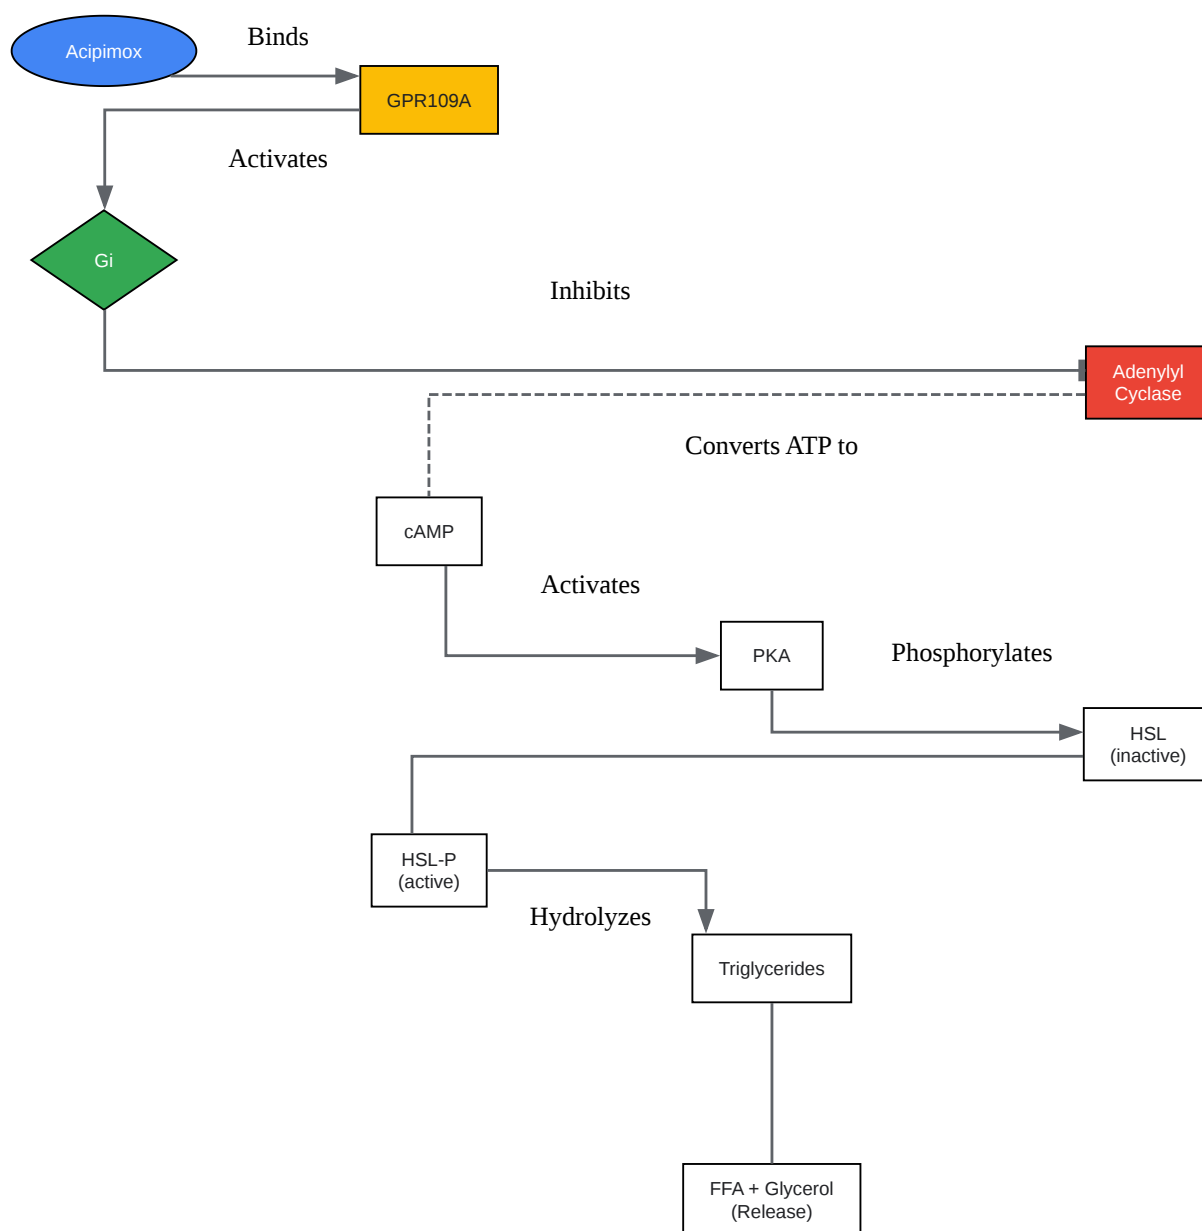 Acipimox
Binds
GPR109A
Activates
Gi
Inhibits
Adenylyl
Cyclase
Converts ATP to
cAMP
Activates
PKA
Phosphorylates
HSL
(inactive)
HSL-P
(active)
Hydrolyzes
Triglycerides
FFA + Glycerol
(Release)